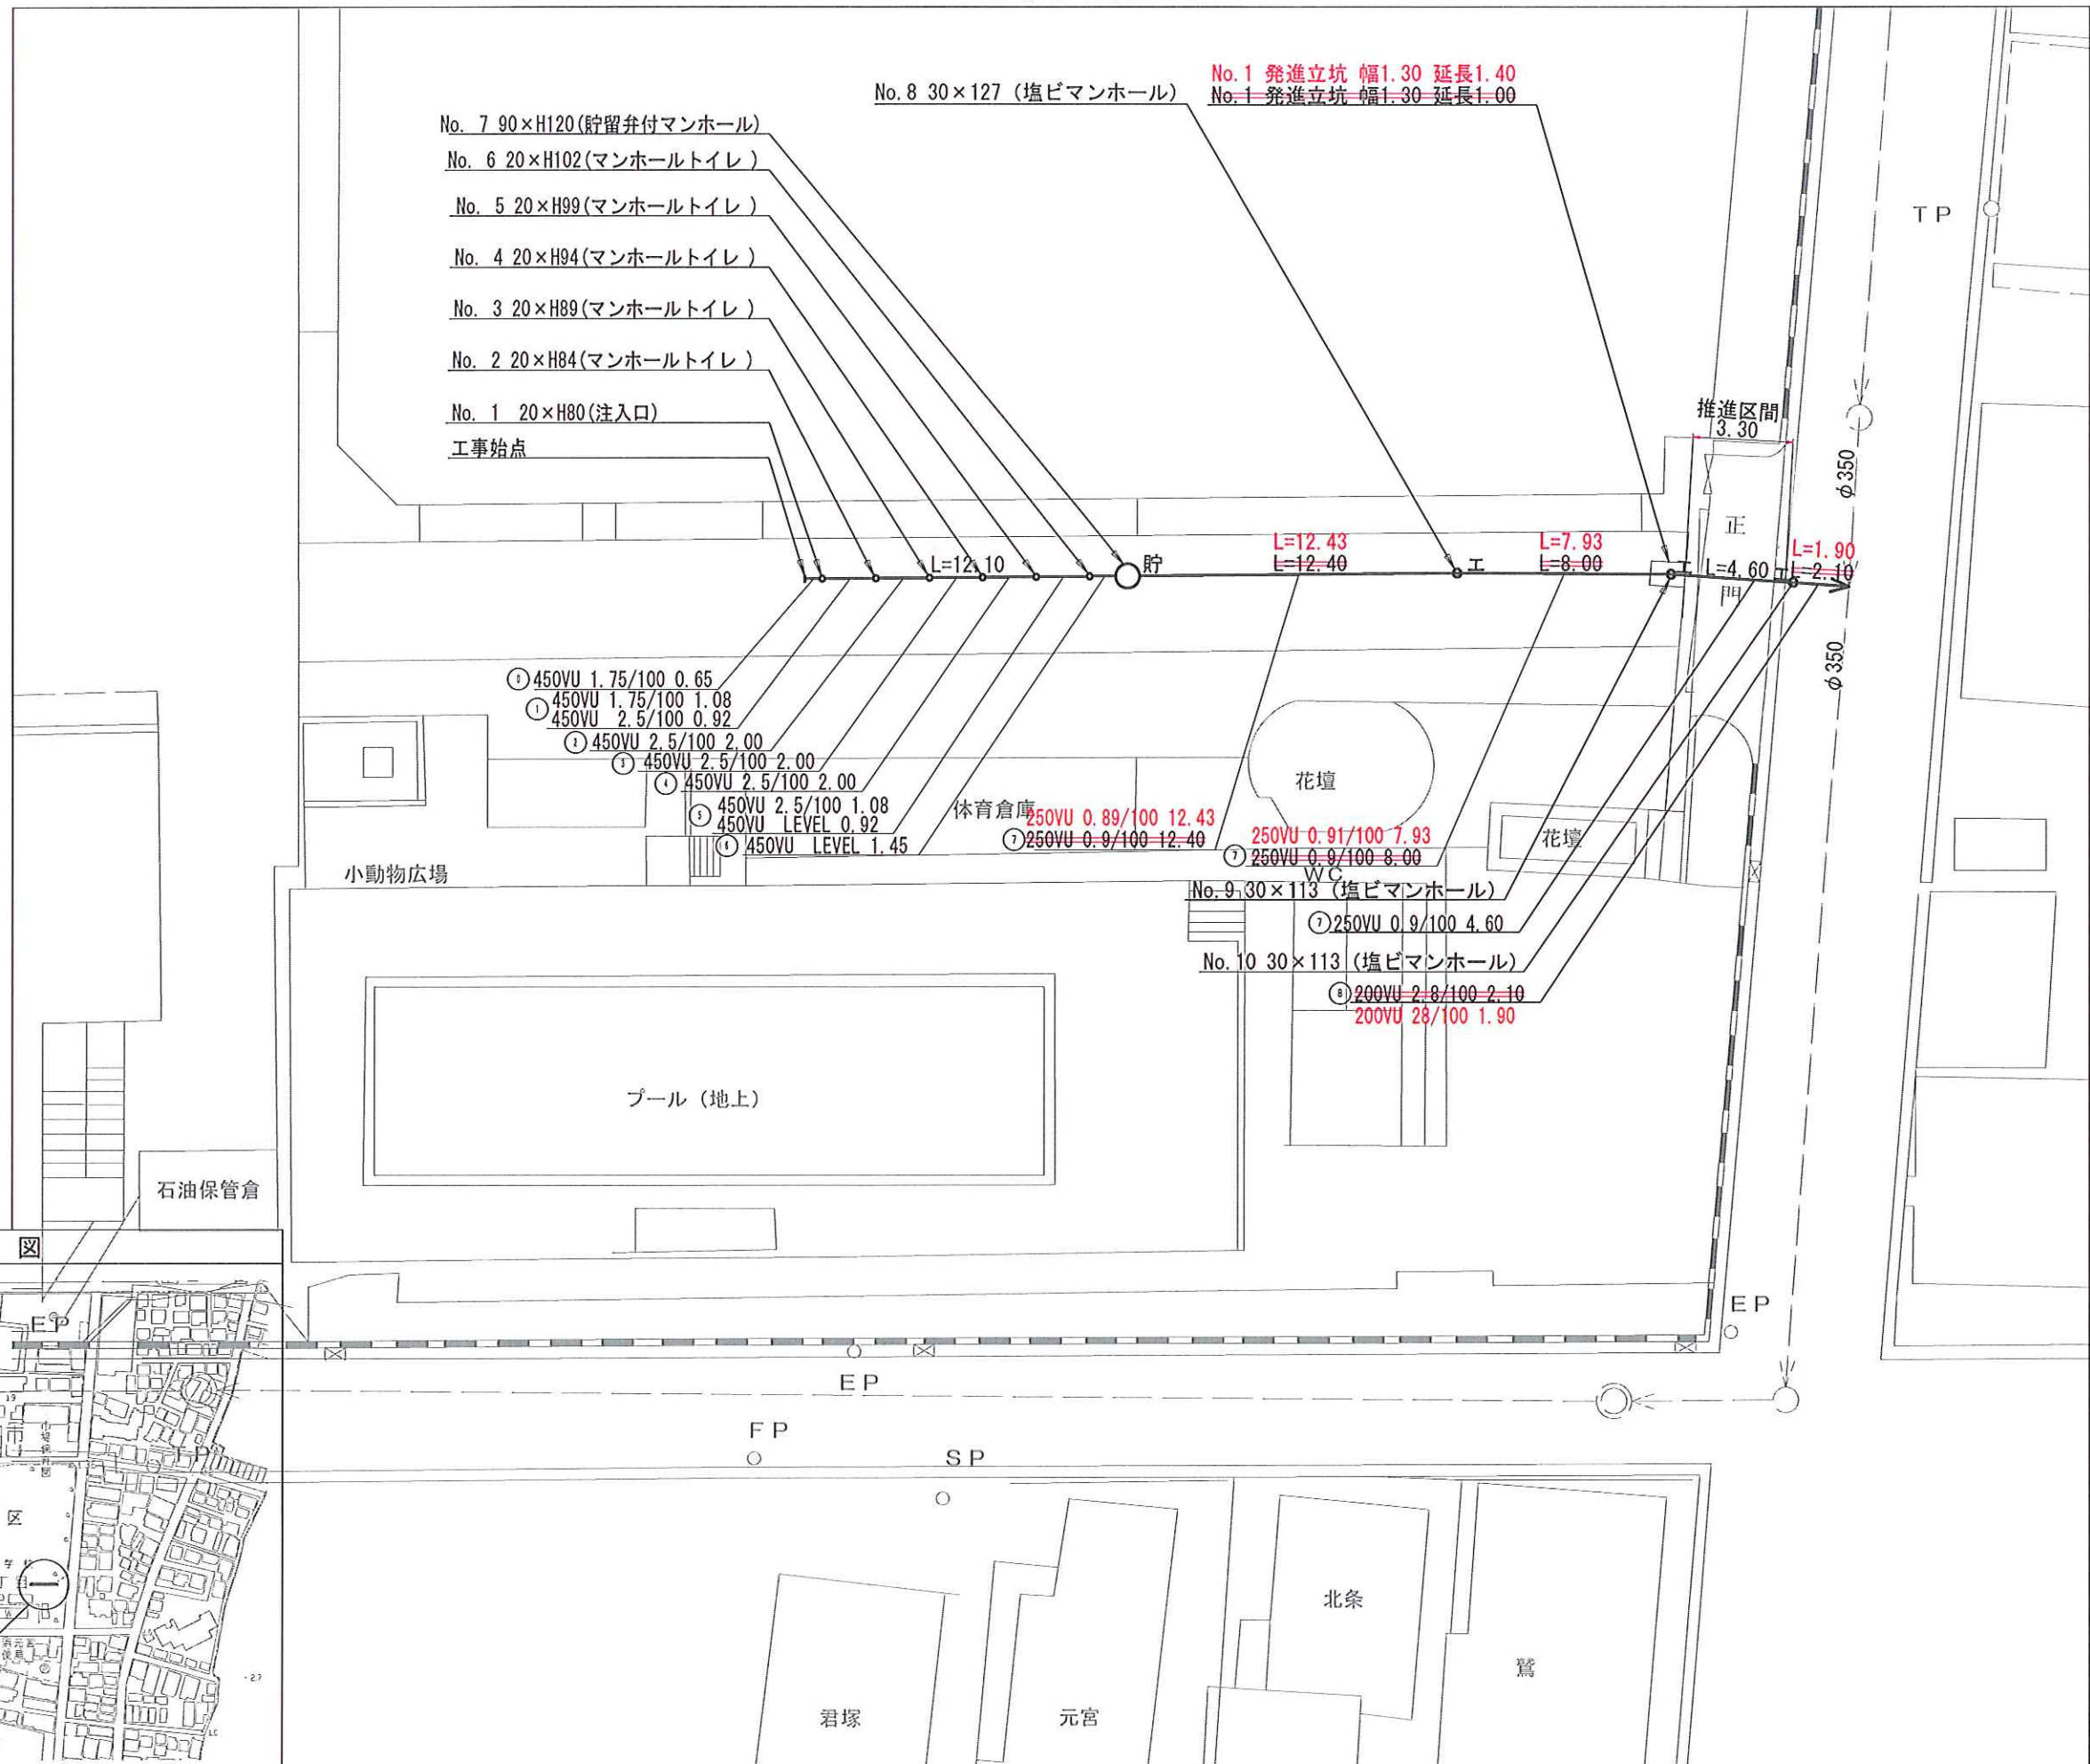 No.1 発進立坑 幅1.30 延長1.40
No.1 発進立坑 幅1.30 延長1.00
No.8 30×127 (塩ビマンホール)
No. 7 90×H120(貯留弁付マンホール)
No. 6 20×H102(マンホールトイレ )
No. 5 20×H99(マンホールトイレ )
No. 4 20×H94(マンホールトイレ )
No. 3 20×H89(マンホールトイレ )
No. 2 20×H84(マンホールトイレ )
No. 1 20×H80(注入口)
工事始点
TP
推進区間
3.30
φ350
正
門
L=12.10
貯
L=12.43
L=12.40
工
L=7.93
L=8.00
工
L=4.60
工
L=1.90
L=2.10
φ350
450VU 1.75/100 0.65
① 450VU 1.75/100 1.08
450VU 2.5/100 0.92
450VU 2.5/100 2.00
③ 450VU 2.5/100 2.00
④ 450VU 2.5/100 2.00
⑤ 450VU 2.5/100 1.08
450VU LEVEL 0.92
⑥ 450VU LEVEL 1.45
体育倉庫
250VU 0.89/100 12.43
⑦ 250VU 0.9/100 12.40
花壇
250VU 0.91/100 7.93
⑦ 250VU 0.9/100 8.00
花壇
WC
小動物広場
No.9 30×113 (塩ビマンホール)
⑦ 250VU 0.9/100 4.60
No.10 30×113 (塩ビマンホール)
⑧ 200VU 2.8/100 2.10
200VU 28/100 1.90
プール (地上)
石油保管倉
図
EP
EP
EP
FP
SP
市
区
北条
鷲
君塚
元宮
-2.7